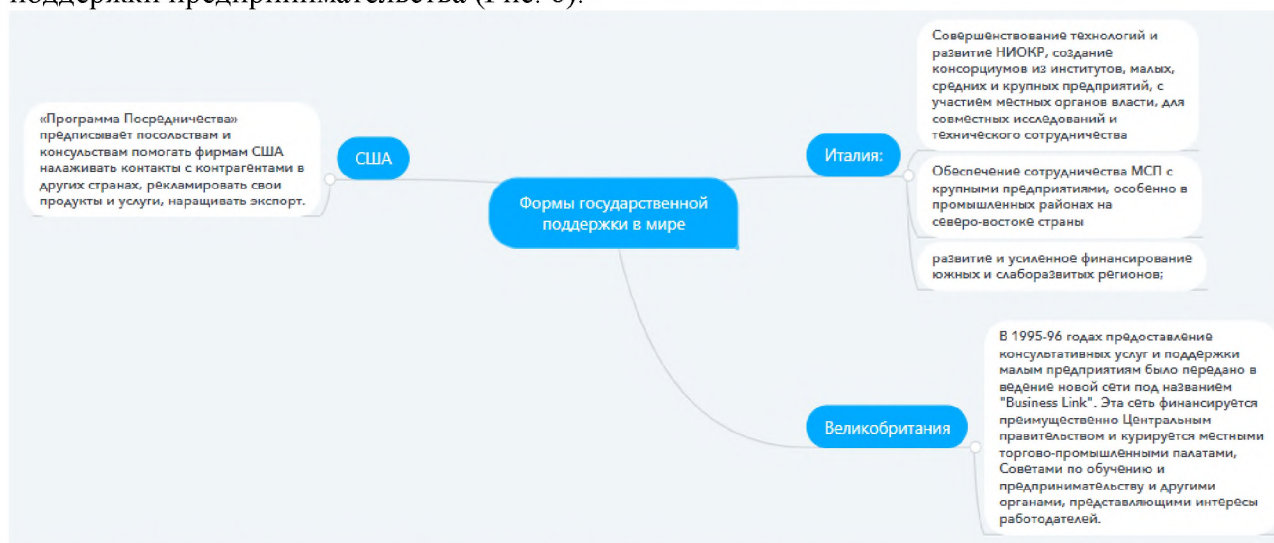 поддержки предпринимательства (Рис. 6).
«Программа Посредничества»
предписывает посольствам и
консульствам помогать фирмам США
налаживать контакты с контрагентами в
других странах, рекламировать свои
продукты и услуги, наращивать экспорт.
США
Формы государственной
поддержки в мире
Италия:
Совершенствование технологий и
развитие НИОКР, создание
консорциумов из институтов, малых,
средних и крупных предприятий, с
участием местных органов власти, для
совместных исследований и
технического сотрудничества
Обеспечение сотрудничества МСП с
крупными предприятиями, особенно в
промышленных районах на
северо-востоке страны
развитие и усиленное финансирование
южных и слаборазвитых регионов;
Великобритания
В 1995-96 годах предоставление
консультативных услуг и поддержки
малым предприятиям было передано в
ведение новой сети под названием
"Business Link". Эта сеть финансируется
преимущественно Центральным
правительством и курируется местными
торгово-промышленными палатами,
Советами по обучению и
предпринимательству и другими
органами, представляющими интересы
работодателей.